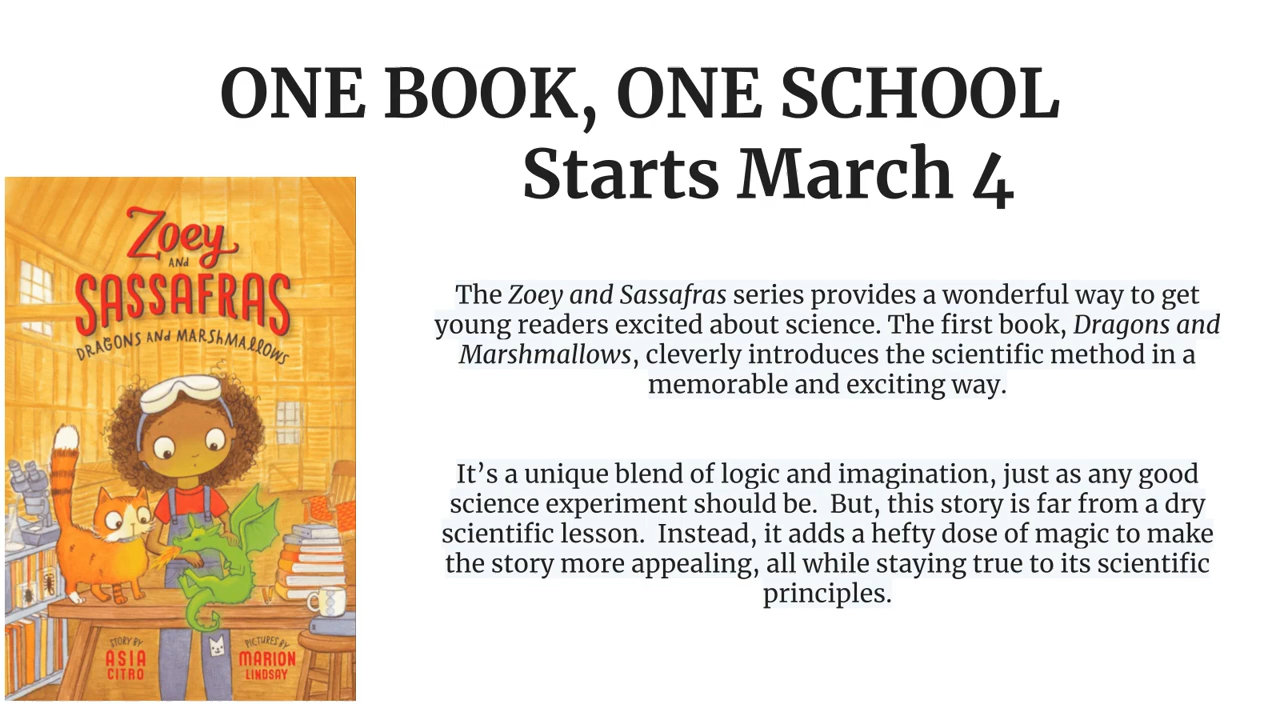 ONE BOOK, ONE SCHOOL
Starts March 4
Zoey
AND
SASSAFRAS
DRAGONS AND MARSHMALLOWS
STORY BY
ASIA
CITRO
PICTURES BY
MARION
LINDSAY
The Zoey and Sassafras series provides a wonderful way to get
young readers excited about science. The first book, Dragons and
Marshmallows, cleverly introduces the scientific method in a
memorable and exciting way.
It’s a unique blend of logic and imagination, just as any good
science experiment should be.  But, this story is far from a dry
scientific lesson.  Instead, it adds a hefty dose of magic to make
the story more appealing, all while staying true to its scientific
principles.